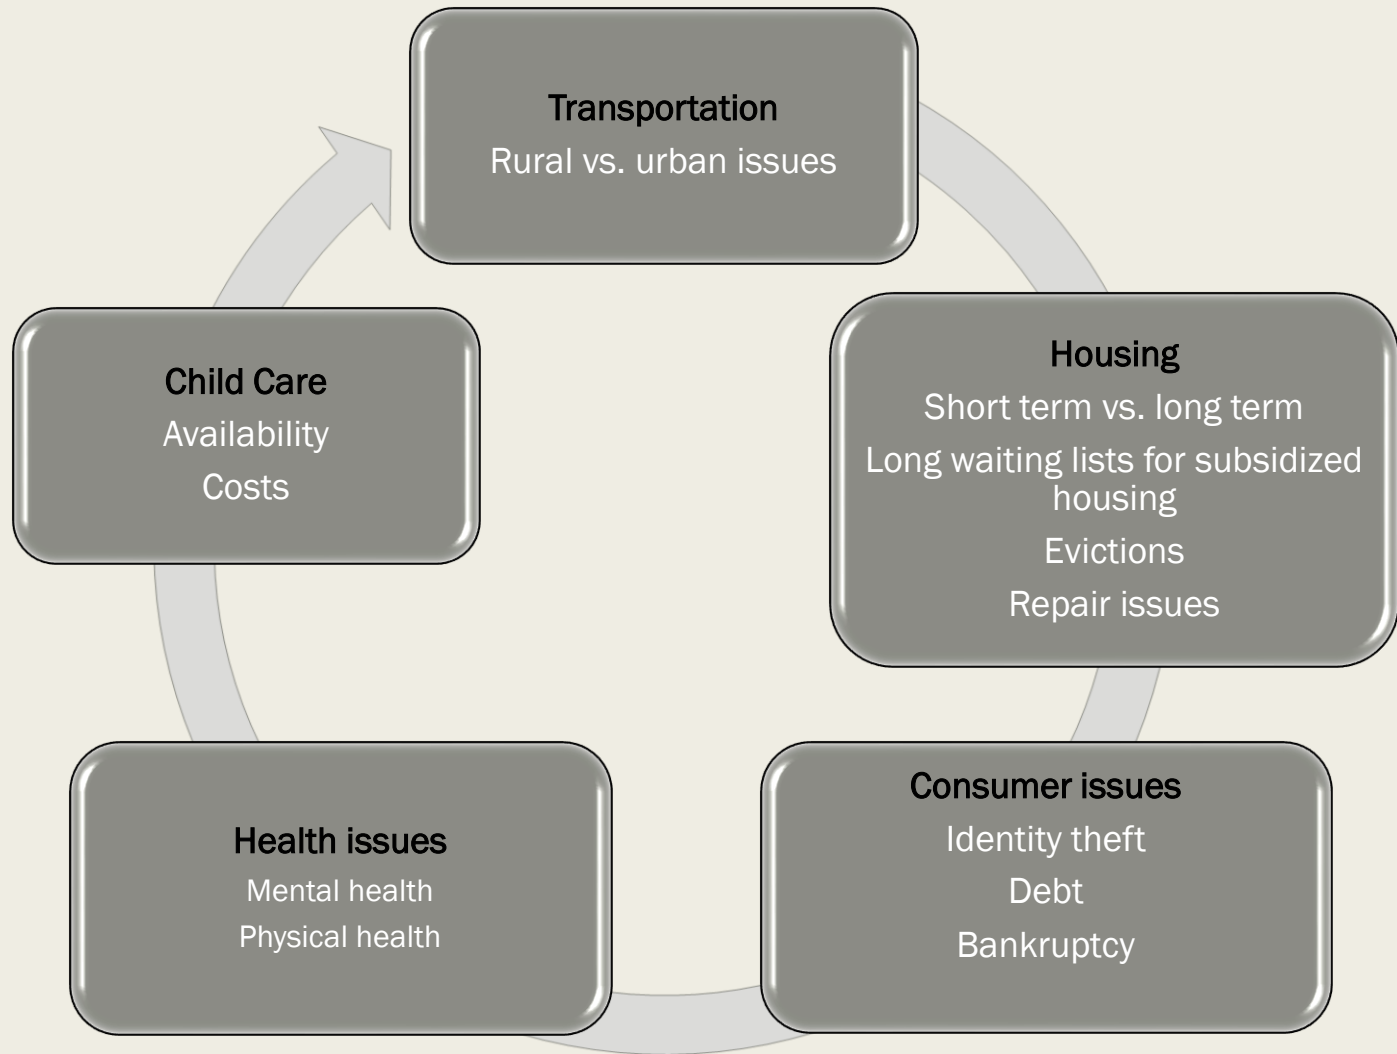 Transportation
Rural vs. urban issues
Housing
Short term vs. long term
Long waiting lists for subsidized
housing
Evictions
Repair issues
Consumer issues
Identity theft
Debt
Bankruptcy
Health issues
Mental health
Physical health
Child Care
Availability
Costs